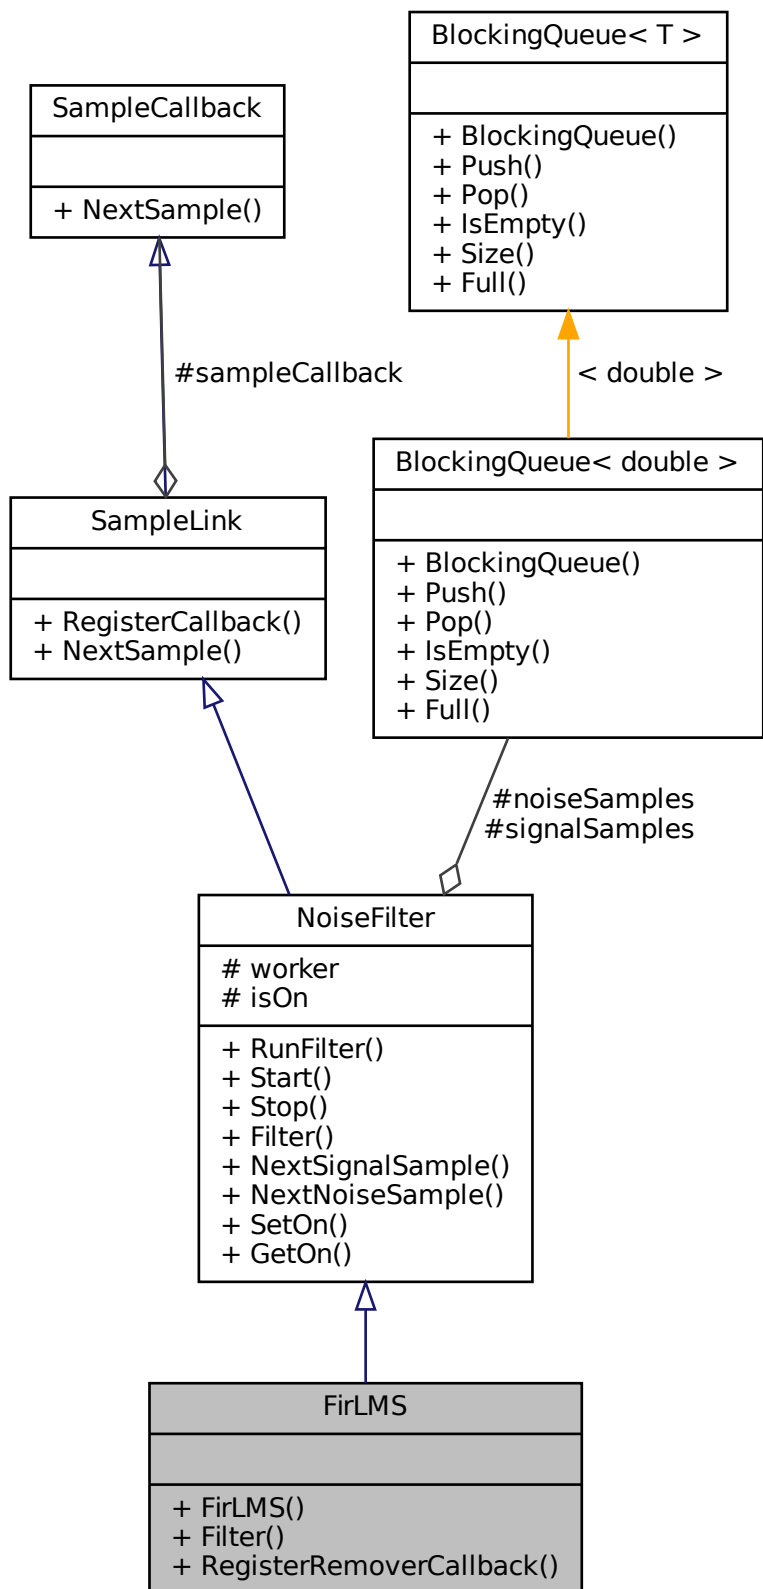 BlockingQueue< T >
+ BlockingQueue()
+ Push()
+ Pop()
+ IsEmpty()
+ Size()
+ Full()
SampleCallback
+ NextSample()
#sampleCallback
< double >
BlockingQueue< double >
+ BlockingQueue()
+ Push()
+ Pop()
+ IsEmpty()
+ Size()
+ Full()
SampleLink
+ RegisterCallback()
+ NextSample()
#noiseSamples
#signalSamples
NoiseFilter
# worker
# isOn
+ RunFilter()
+ Start()
+ Stop()
+ Filter()
+ NextSignalSample()
+ NextNoiseSample()
+ SetOn()
+ GetOn()
FirLMS
+ FirLMS()
+ Filter()
+ RegisterRemoverCallback()